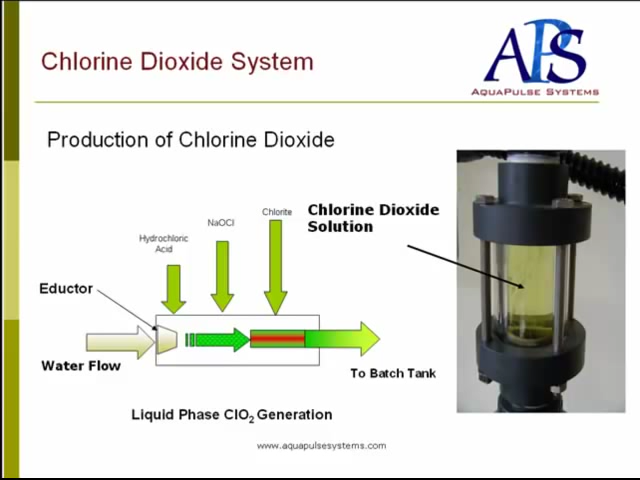 Chlorine Dioxide System
APS
AQUAPULSE SYSTEMS
Production of Chlorine Dioxide
Hydrochloric
Acid
NaOCl
Chlorite
Chlorine Dioxide
Solution
Eductor
Water Flow
To Batch Tank
Liquid Phase ClO₂ Generation
www.aquapulsesystems.com